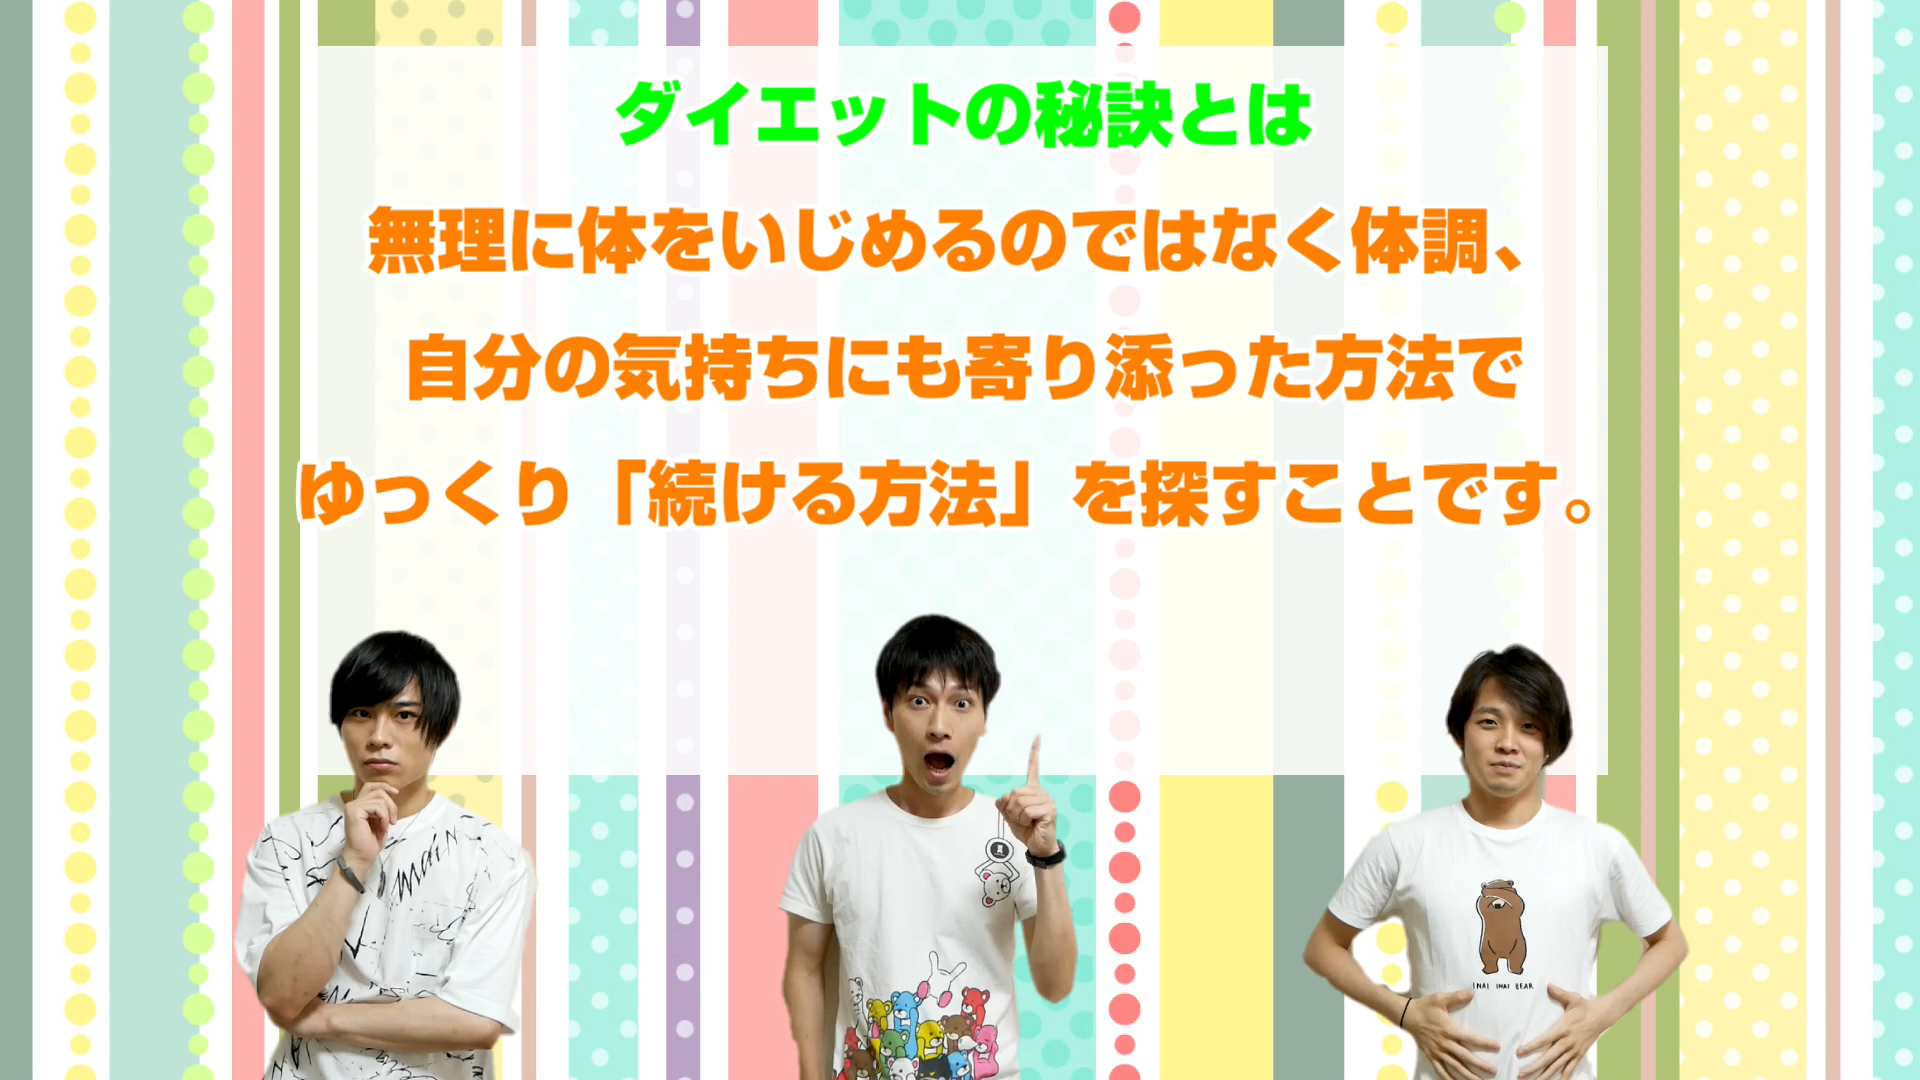 ダイエットの秘訣とは
無理に体をいじめるのではなく体調、
自分の気持ちにも寄り添った方法で
ゆっくり「続ける方法」を探すことです。
INAI INAI BEAR